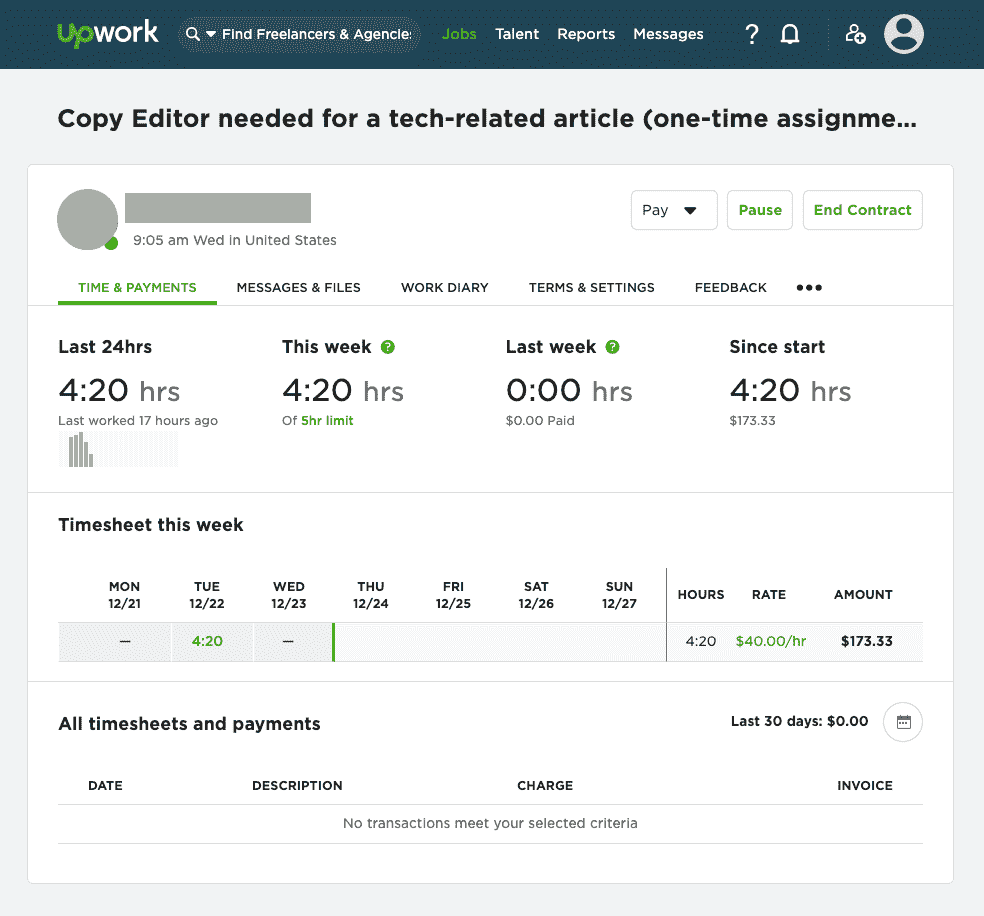 Upwork Find Freelancers & Agencies Jobs Talent Reports Messages ?
Copy Editor needed for a tech-related article (one-time assignme...
Pay Pause End Contract
9:05 am Wed in United States
TIME & PAYMENTS MESSAGES & FILES WORK DIARY TERMS & SETTINGS FEEDBACK •••
Last 24hrs This week ? Last week ? Since start
4:20 hrs 4:20 hrs 0:00 hrs 4:20 hrs
Last worked 17 hours ago Of 5hr limit $0.00 Paid $173.33
Timesheet this week
MON TUE WED THU FRI SAT SUN
12/21 12/22 12/23 12/24 12/25 12/26 12/27 HOURS RATE AMOUNT
— 4:20 — 4:20 $40.00/hr $173.33
All timesheets and payments Last 30 days: $0.00
DATE DESCRIPTION CHARGE INVOICE
No transactions meet your selected criteria